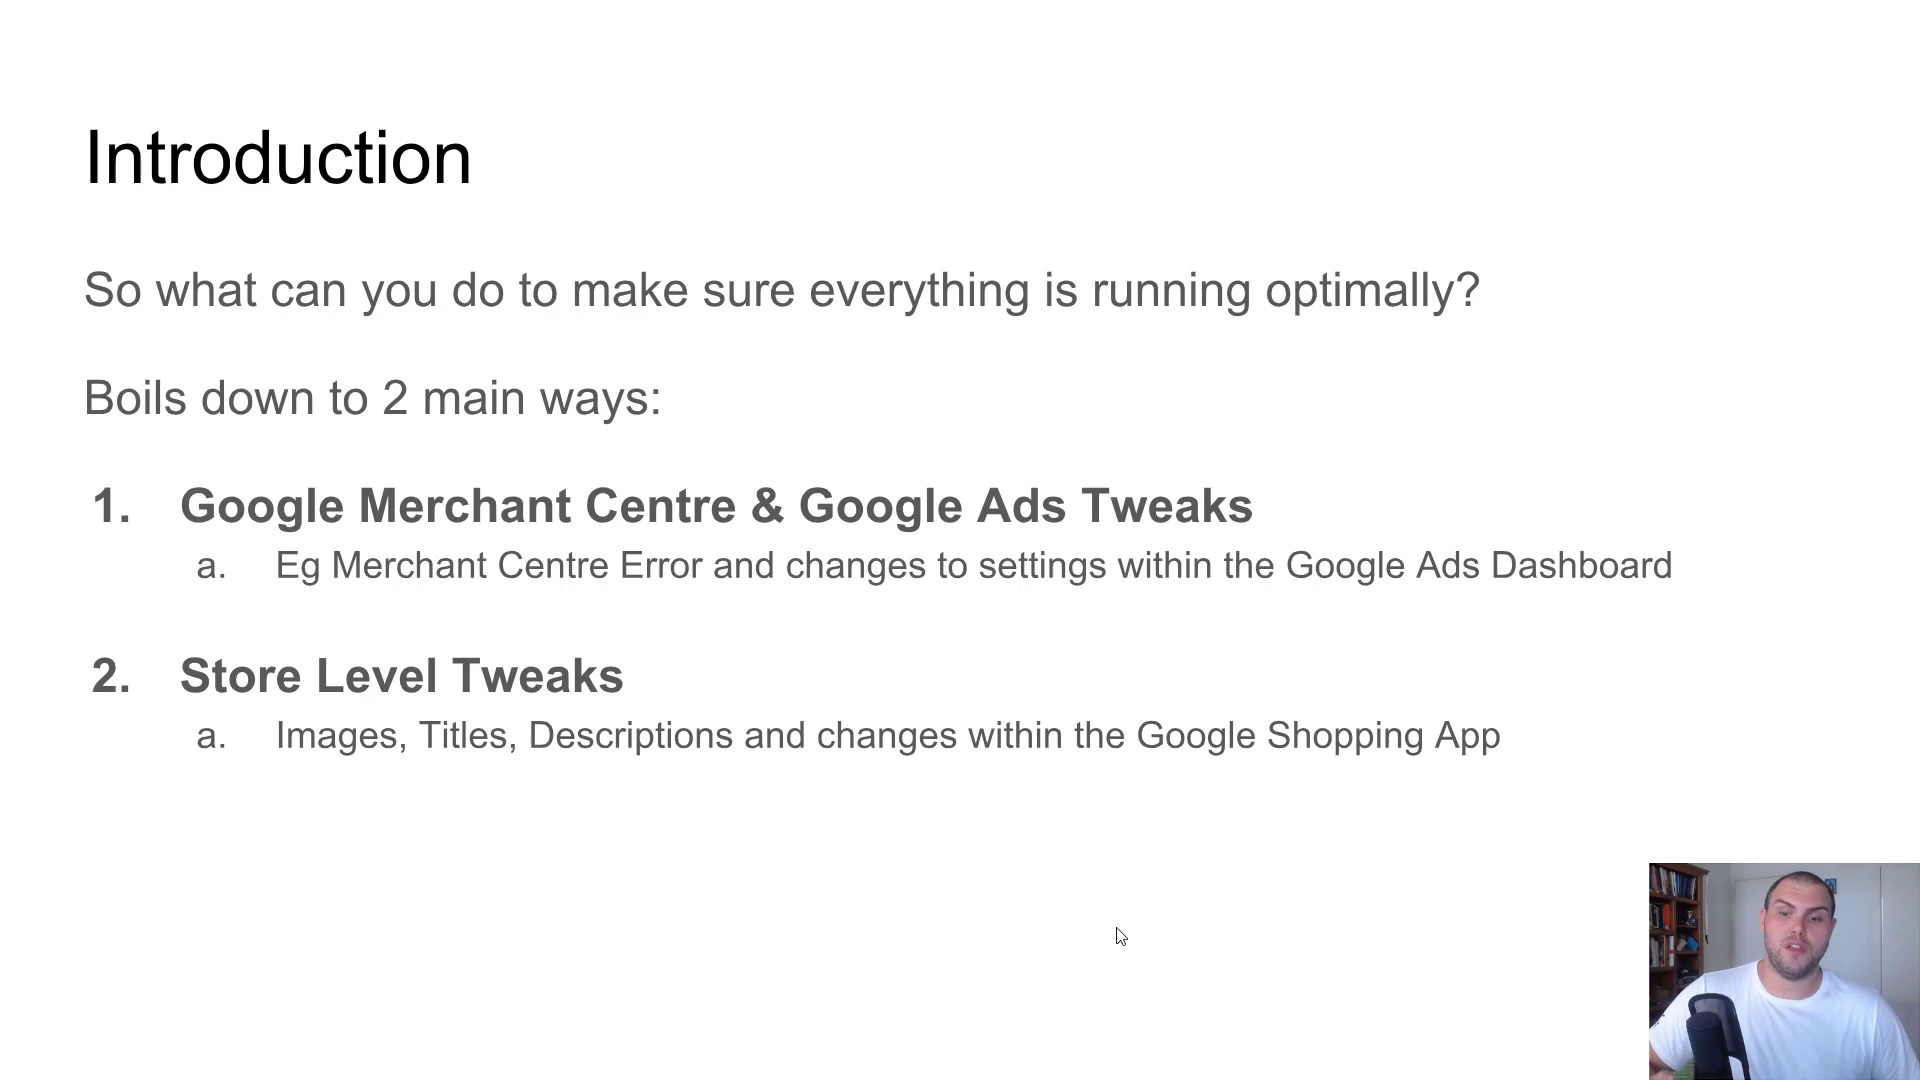 Introduction
So what can you do to make sure everything is running optimally?
Boils down to 2 main ways:
1. Google Merchant Centre & Google Ads Tweaks
a. Eg Merchant Centre Error and changes to settings within the Google Ads Dashboard
2. Store Level Tweaks
a. Images, Titles, Descriptions and changes within the Google Shopping App